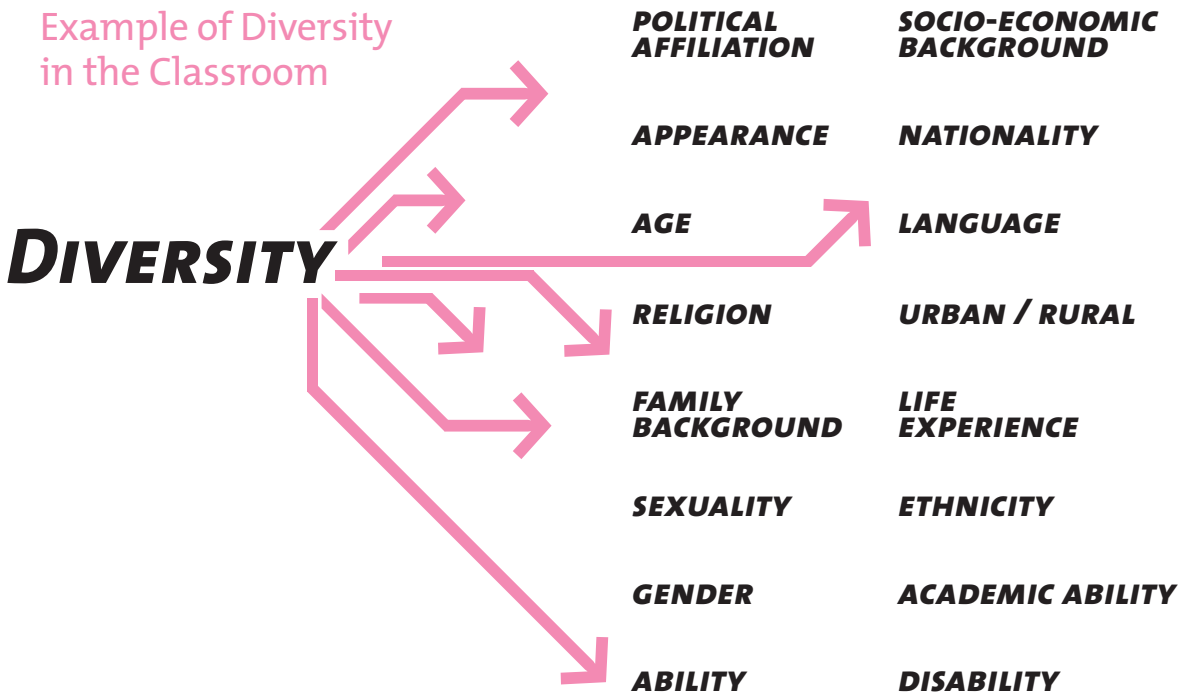 Example of Diversity
in the Classroom
DIVERSITY
POLITICAL
AFFILIATION
SOCIO-ECONOMIC
BACKGROUND
APPEARANCE
NATIONALITY
AGE
LANGUAGE
RELIGION
URBAN / RURAL
FAMILY
BACKGROUND
LIFE
EXPERIENCE
SEXUALITY
ETHNICITY
GENDER
ACADEMIC ABILITY
ABILITY
DISABILITY